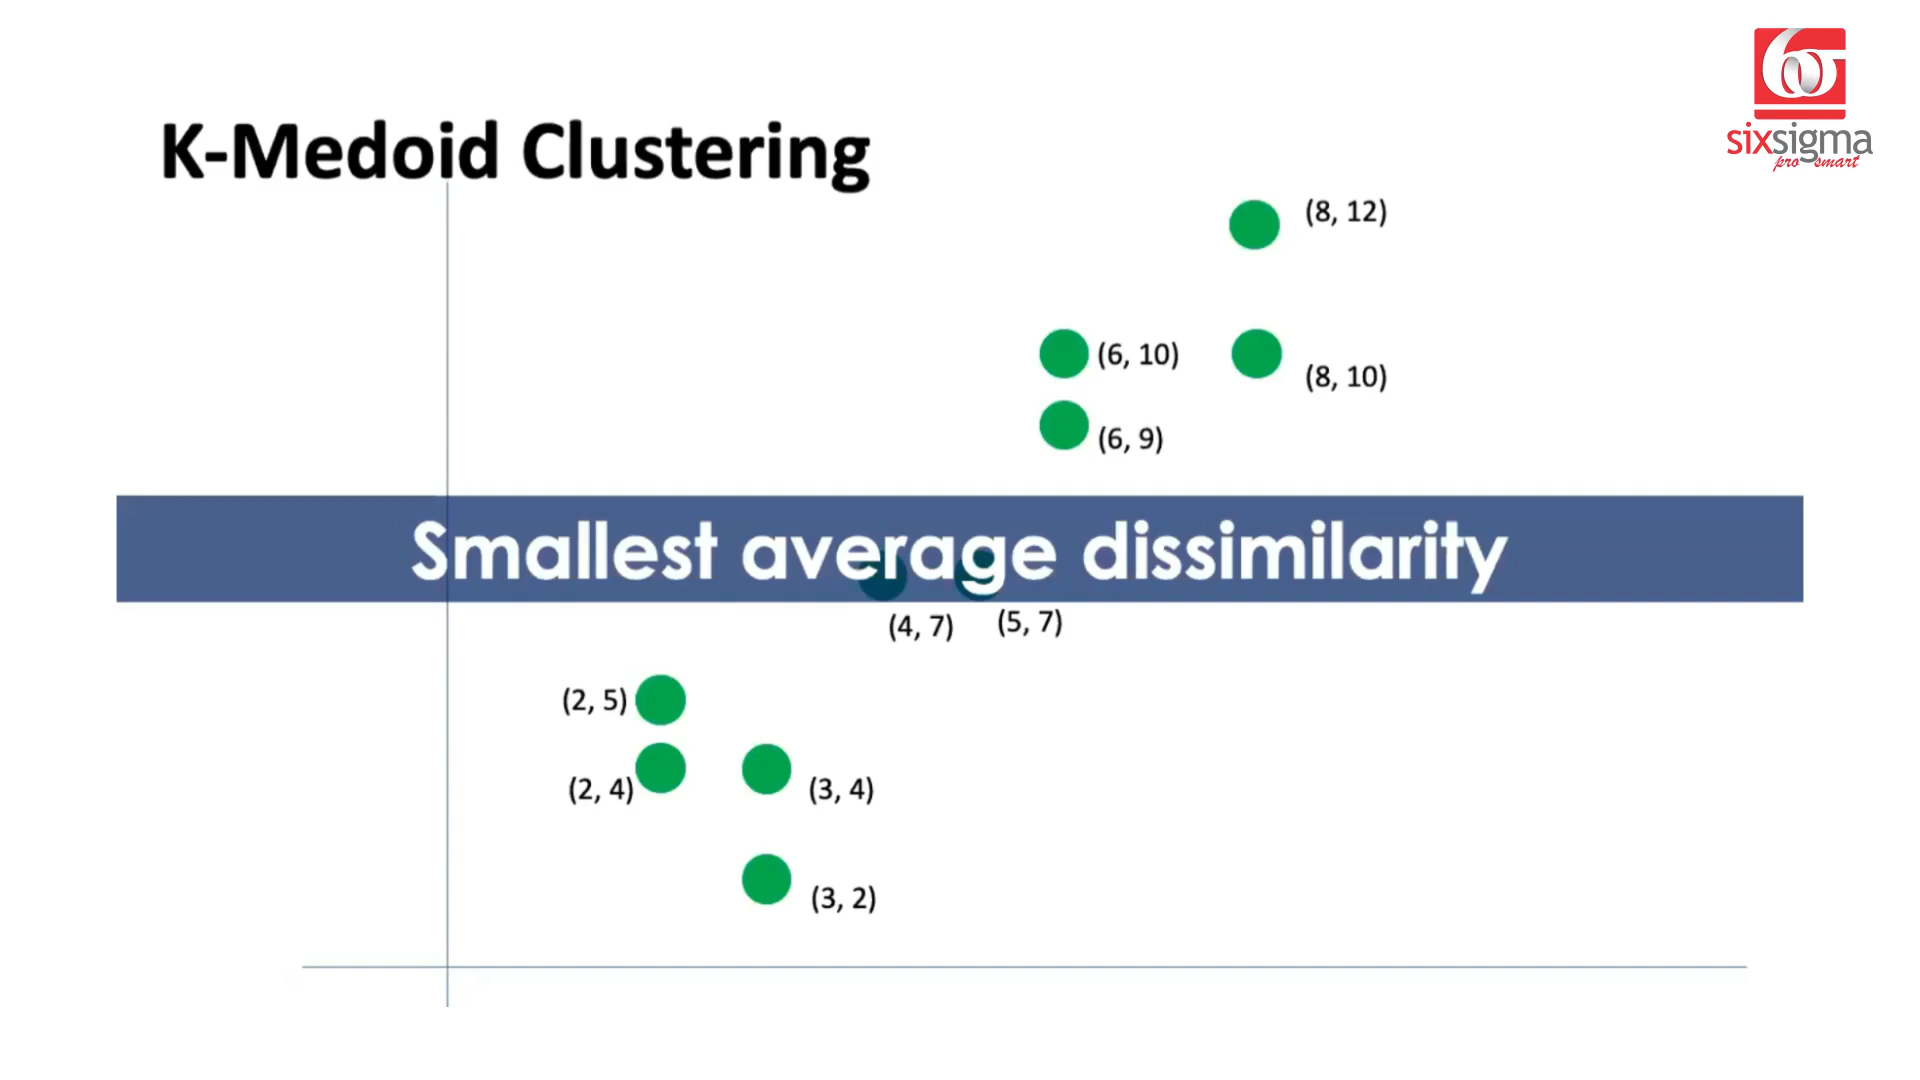 sixsigma
pro smart
K-Medoid Clustering
(8, 12)
(6, 10)
(8, 10)
(6, 9)
Smallest average dissimilarity
(4, 7)
(5, 7)
(2, 5)
(2, 4)
(3, 4)
(3, 2)